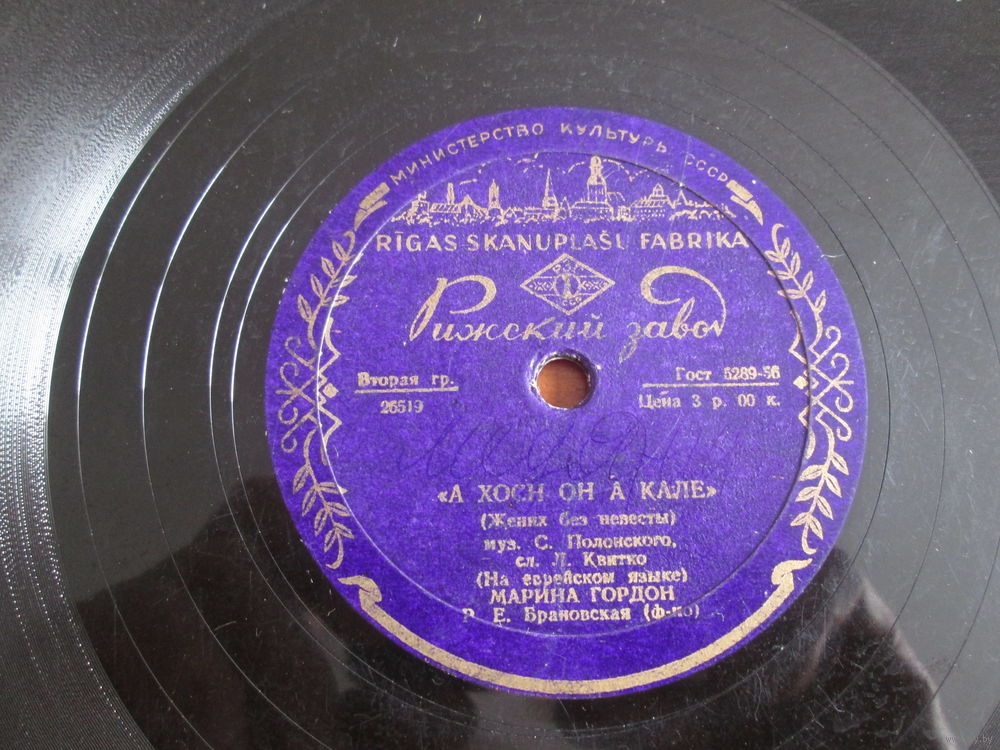 МИНИСТЕРСТВО КУЛЬТУРЬ СССР
RĪGAS SKAŅUPLAŠU FABRIKA
Рижский завод
Вторая гр.
26519
Гост 5289-56
Цена 3 р. 00 к.
«А ХОСН ОН А КАЛЕ»
(Жених без невесты)
муз. С. Полонского,
сл. Л. Квитко
(На еврейском языке)
МАРИНА ГОРДОН
Р. Е. Брановская (ф-но)